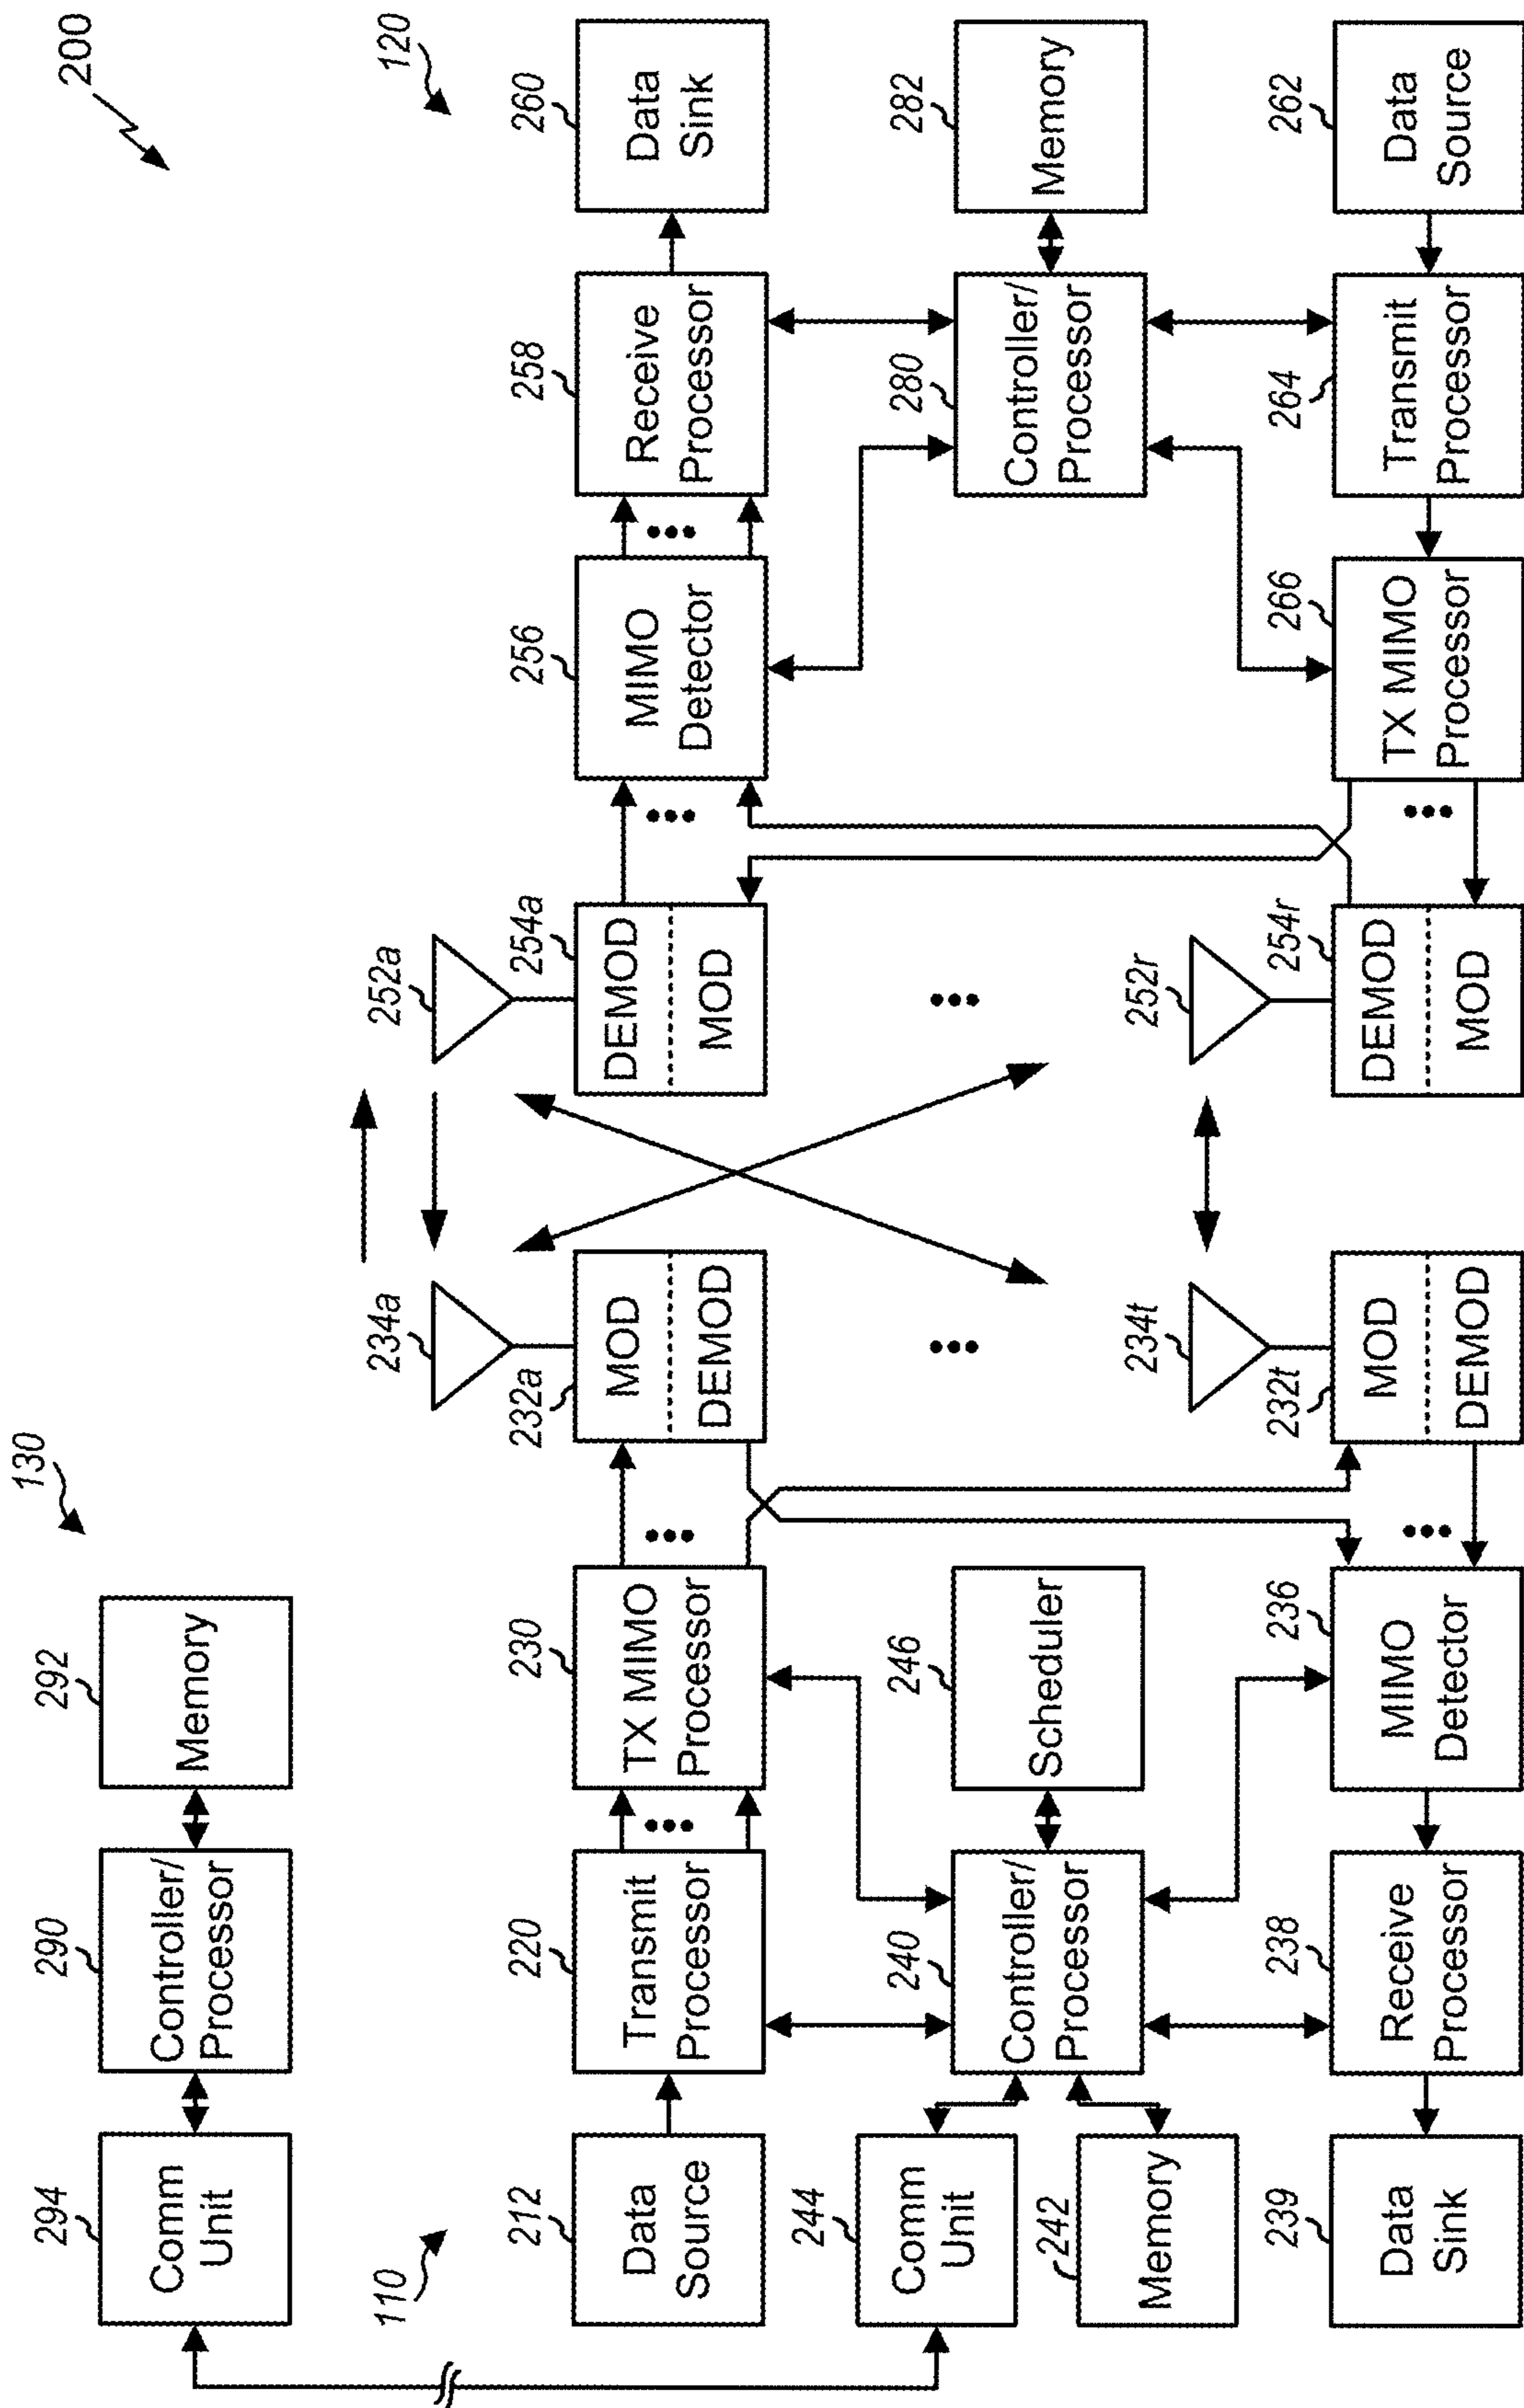 200
130
294
Comm
Unit
290
Controller/
Processor
292
Memory
110
120
212
Data
Source
220
Transmit
Processor
230
TX MIMO
Processor
232a
MOD
DEMOD
234a
252a
254a
DEMOD
MOD
256
MIMO
Detector
258
Receive
Processor
260
Data
Sink
244
Comm
Unit
242
Memory
240
Controller/
Processor
246
Scheduler
280
Controller/
Processor
282
Memory
239
Data
Sink
238
Receive
Processor
236
MIMO
Detector
232t
MOD
DEMOD
234t
252r
254r
DEMOD
MOD
266
TX MIMO
Processor
264
Transmit
Processor
262
Data
Source